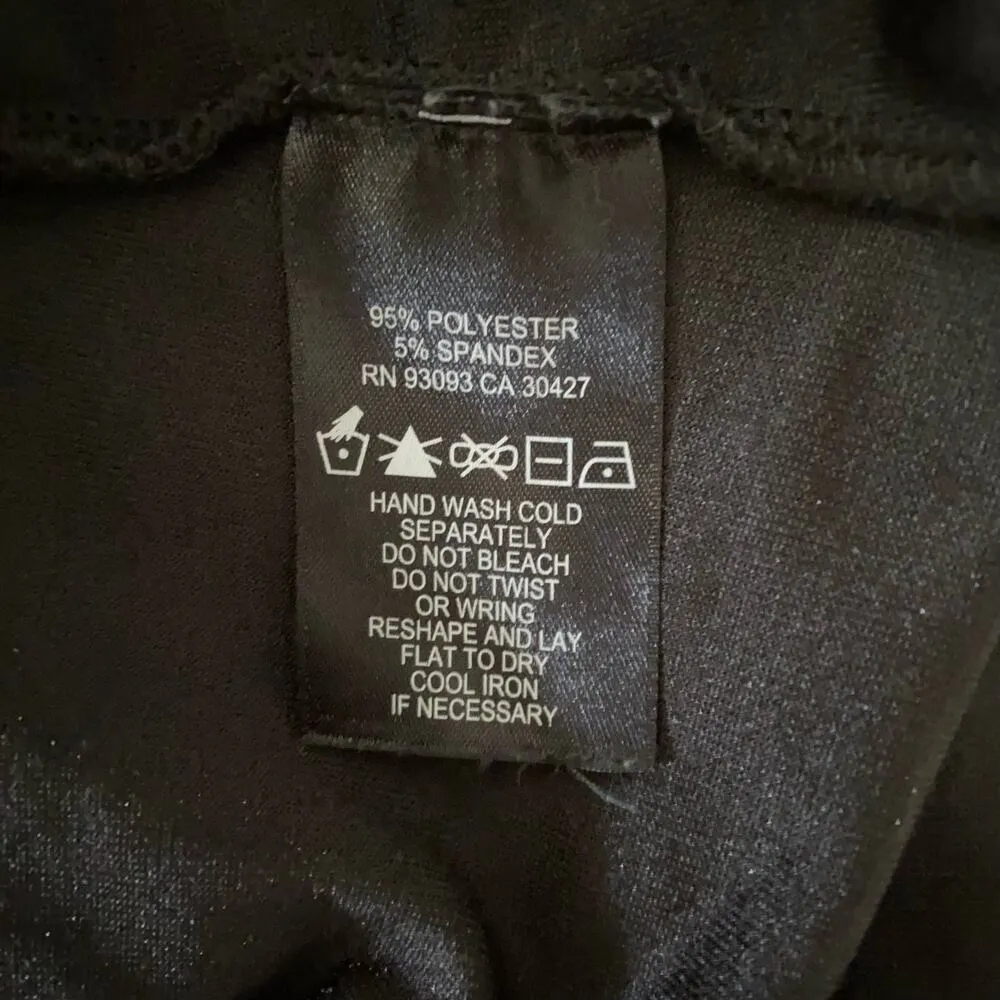 95% POLYESTER
5% SPANDEX
RN 93093 CA 30427
HAND WASH COLD
SEPARATELY
DO NOT BLEACH
DO NOT TWIST
OR WRING
RESHAPE AND LAY
FLAT TO DRY
COOL IRON
IF NECESSARY